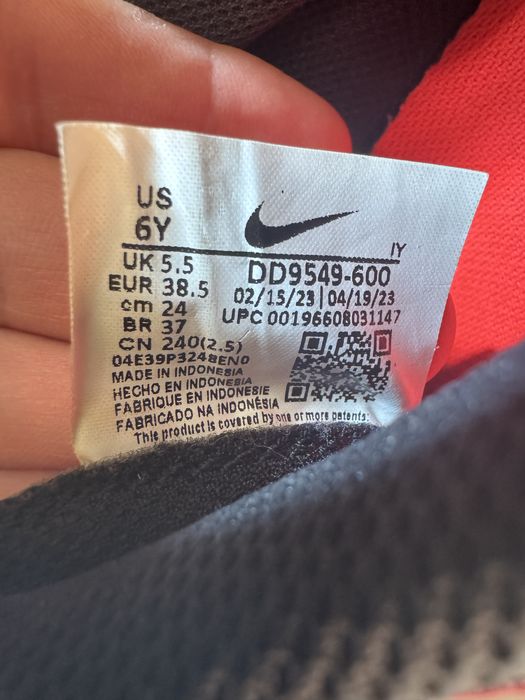 US
6Y
IY
UK 5.5
EUR 38.5
cm 24
BR 37
CN 240(2.5)
DD9549-600
02/15/23 | 04/19/23
UPC 00196608031147
04E39P3248EN0
MADE IN INDONESIA
HECHO EN INDONESIA
FABRIQUE EN INDONESIE
FABRICADO NA INDONÉSIA
This product is covered by one or more patents: